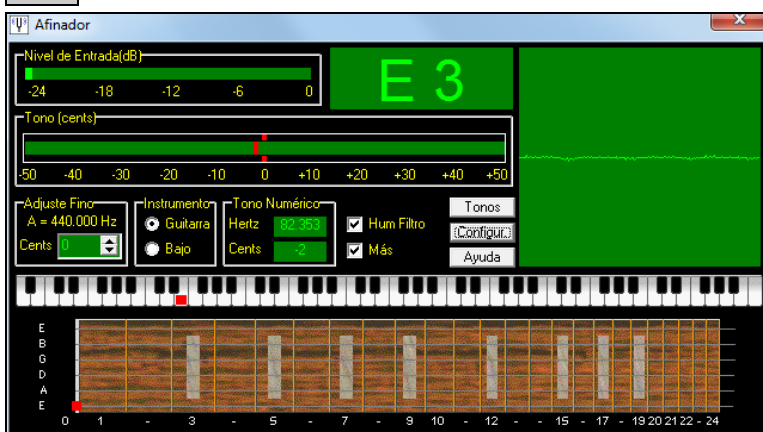 Afinador
Nivel de Entrada(dB)
-24 -18 -12 -6 0
E 3
Tono (cents)
-50 -40 -30 -20 -10 0 +10 +20 +30 +40 +50
Adjuste Fino
A = 440.000 Hz
Cents 0
Instrumento
Guitarra
Bajo
Tono Numérico
Hertz 82.353
Cents -2
Hum Filtro
Más
Tonos
Configur.
Ayuda
E
B
G
D
A
E
0 1 - 3 - 5 - 7 - 9 10 - 12 - - 15 - 17 - 19 20 21 22 - 24